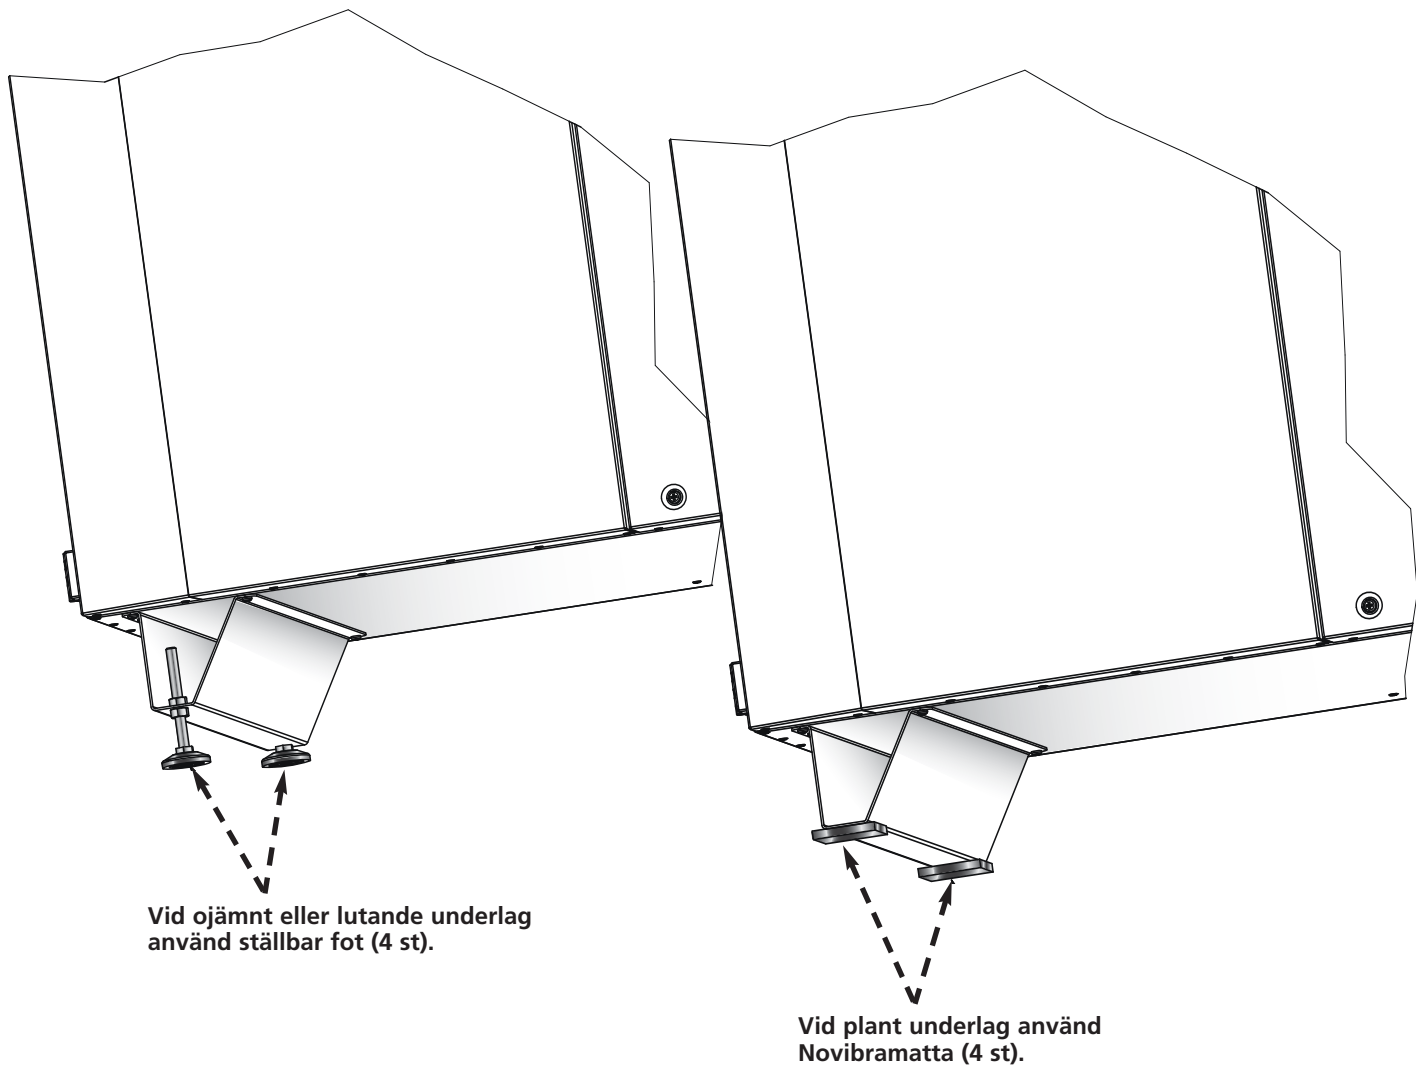 Vid ojämnt eller lutande underlag
använd ställbar fot (4 st).
Vid plant underlag använd
Novibramatta (4 st).